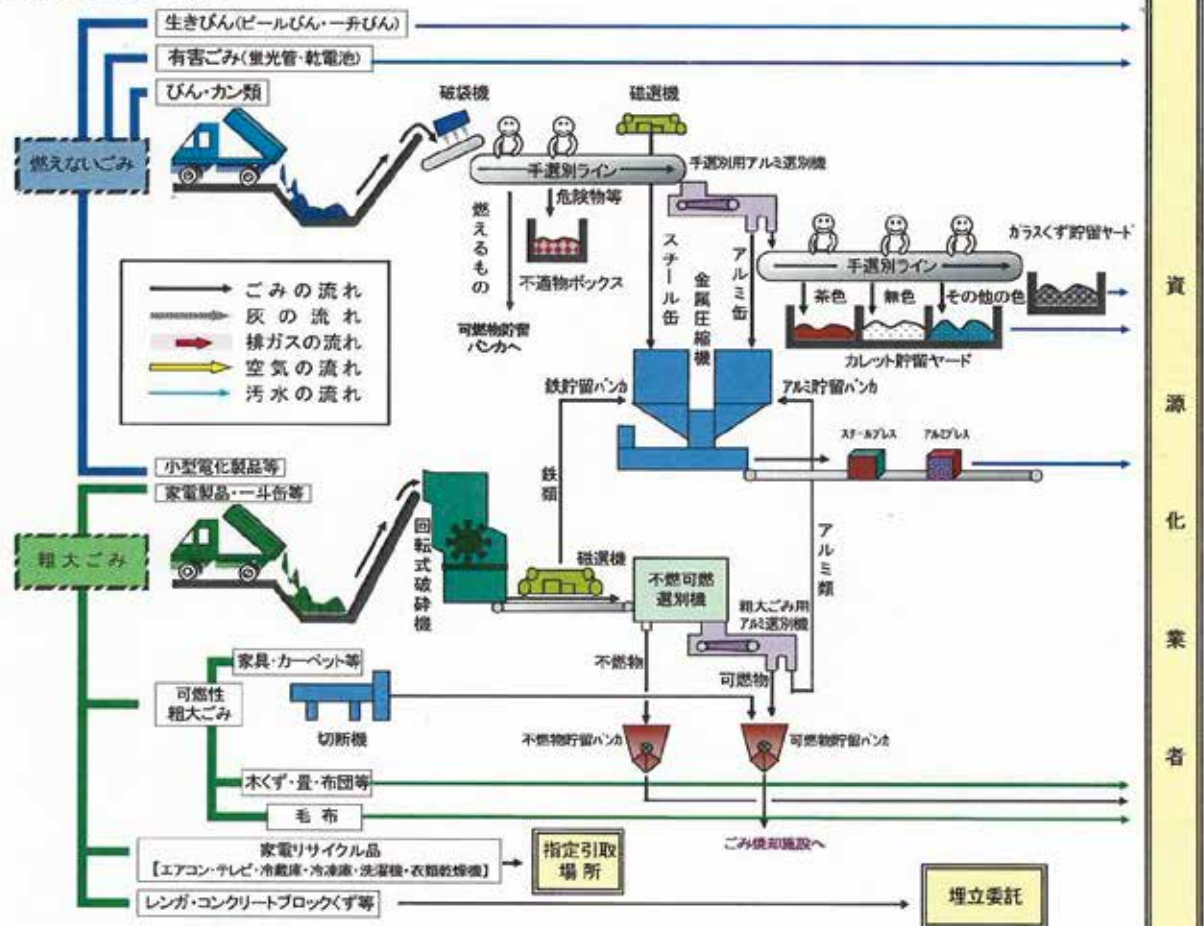 生きびん(ビールびん・一升びん)
有害ごみ(蛍光管・乾電池)
びん・カン類
燃えないごみ
破袋機
磁選機
手選別ライン
手選別用アルミ選別機
危険物等
燃えるもの
不適物ボックス
可燃物貯留
バンカへ
スチール缶
金属圧縮機
アルミ缶
手選別ライン
ガラスくず貯留ヤード
茶色
無色
その他の色
カレット貯留ヤード
ごみの流れ
灰の流れ
排ガスの流れ
空気の流れ
汚水の流れ
鉄貯留バンカ
アルミ貯留バンカ
スチールプレス
アルミプレス
小型電化製品等
家電製品・一斗缶等
粗大ごみ
回転式破砕機
鉄類
磁選機
不燃可燃
選別機
粗大ごみ用
アルミ選別機
アルミ類
不燃物
可燃物
家具・カーペット等
可燃性
粗大ごみ
切断機
不燃物貯留バンカ
可燃物貯留バンカ
木くず・畳・布団等
毛布
ごみ焼却施設へ
家電リサイクル品
【エアコン・テレビ・冷蔵庫・冷凍庫・洗濯機・衣類乾燥機】
指定引取
場所
レンガ・コンクリートブロックくず等
埋立委託
資源化業者